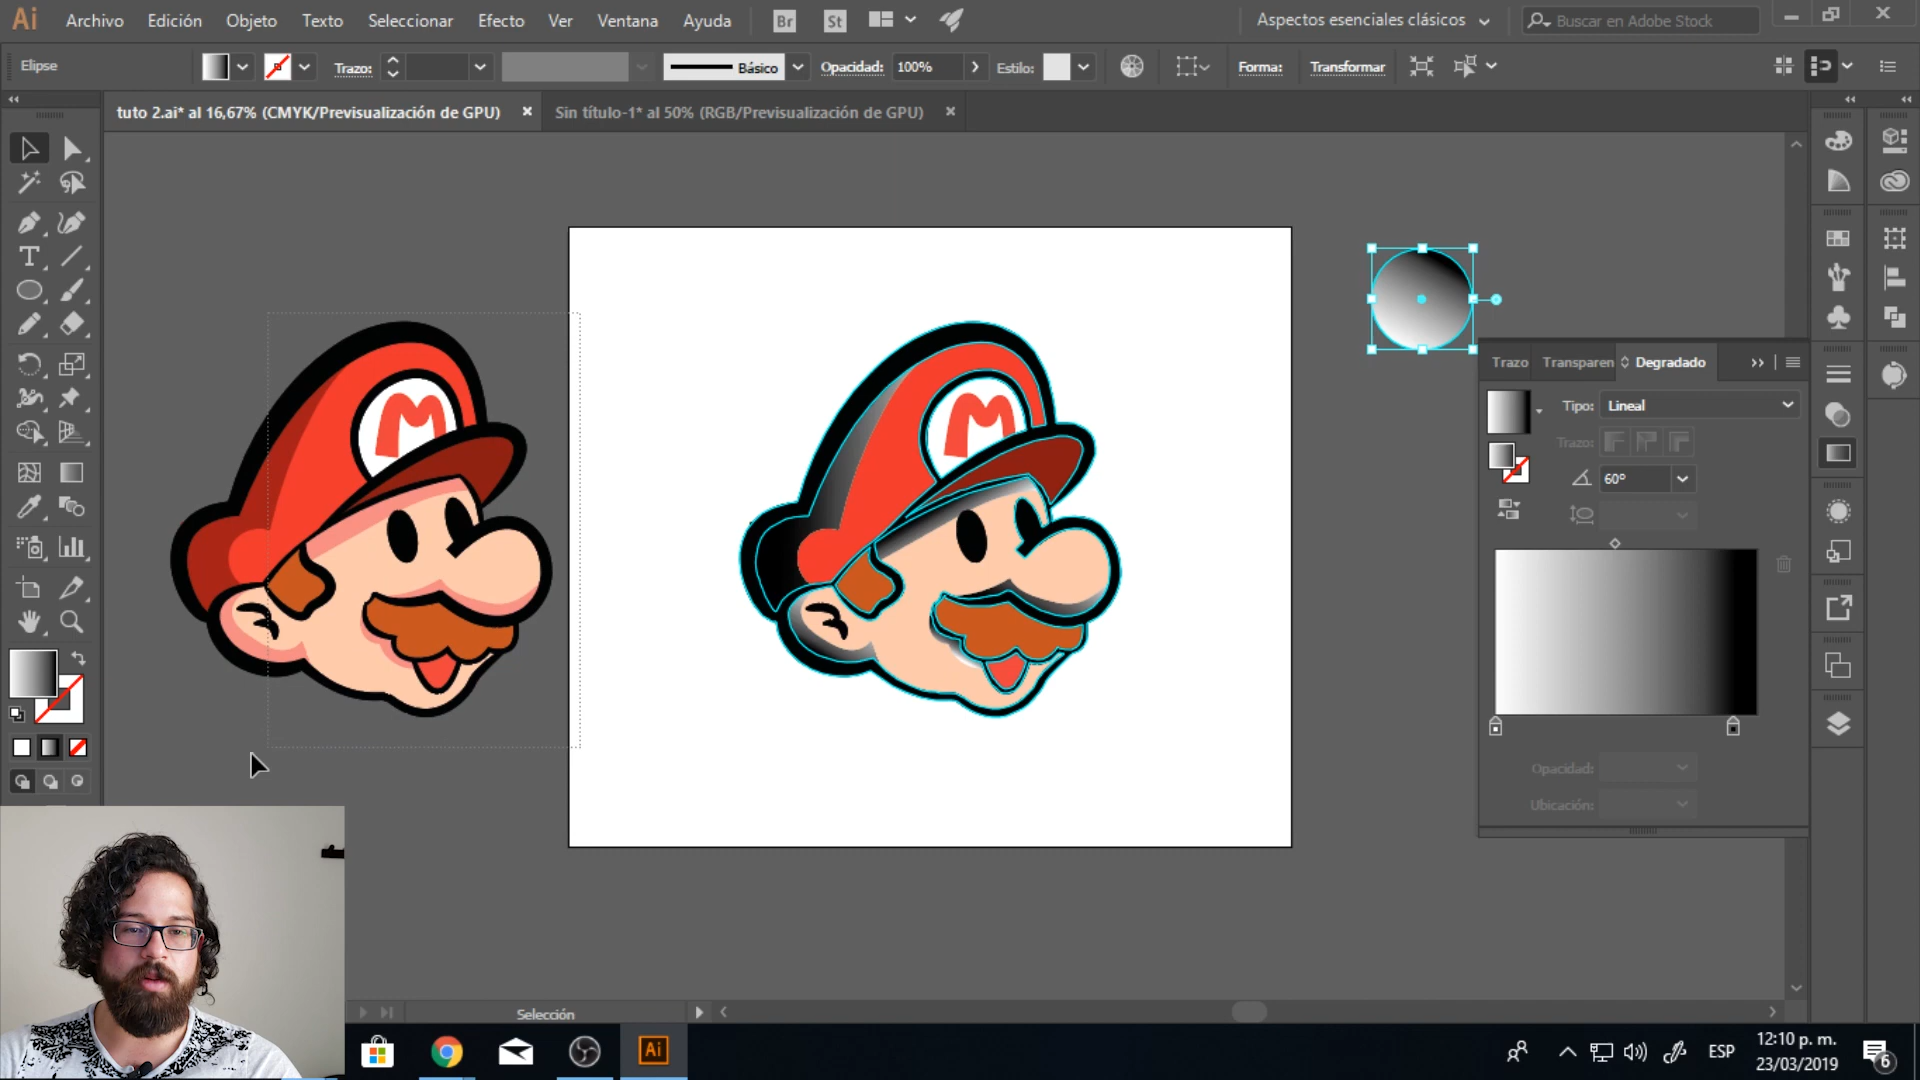 Ai Archivo Edición Objeto Texto Seleccionar Efecto Ver Ventana Ayuda Br St Aspectos esenciales clásicos Buscar en Adobe Stock
Elipse Trazo: Básico Opacidad: 100% Estilo: Forma: Transformar
tuto 2.ai* al 16,67% (CMYK/Previsualización de GPU) × Sin título-1* al 50% (RGB/Previsualización de GPU) ×
M
M
Trazo Transparen Degradado
Tipo: Lineal
Trazo:
60°
Opacidad:
Ubicación:
Selección
Ai
ESP
12:10 p. m.
23/03/2019
6